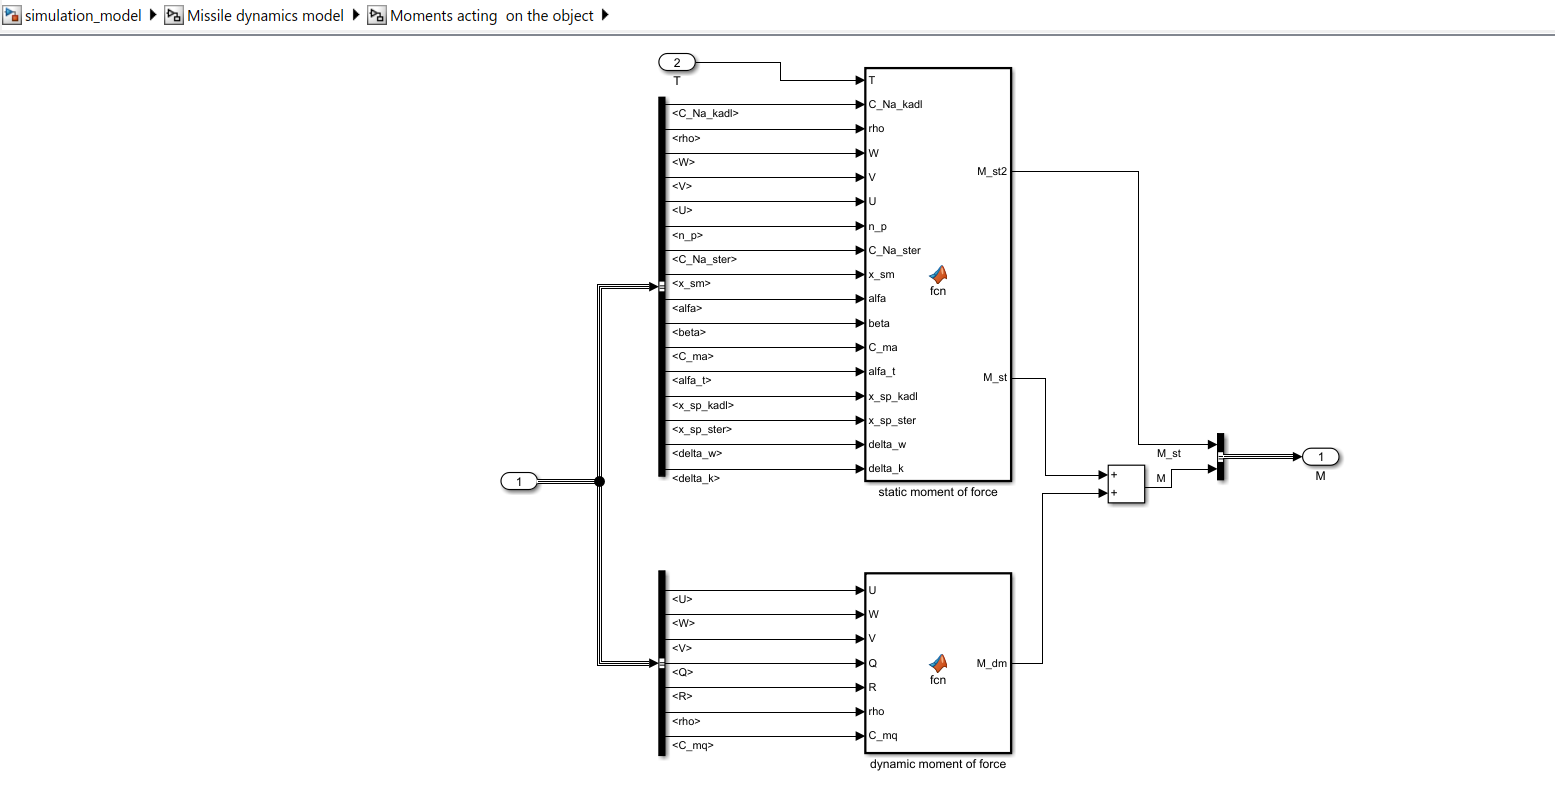 simulation_model Missile dynamics model Moments acting on the object
2
T
<C_Na_kadl>
<rho>
<W>
<V>
<U>
<n_p>
<C_Na_ster>
<x_sm>
<alfa>
<beta>
<C_ma>
<alfa_t>
<x_sp_kadl>
<x_sp_ster>
<delta_w>
<delta_k>
T
C_Na_kadl
rho
W
V
U
n_p
C_Na_ster
x_sm
alfa
beta
C_ma
alfa_t
x_sp_kadl
x_sp_ster
delta_w
delta_k
fcn
M_st2
M_st
static moment of force
1
M_st
M
+
+
1
M
<U>
<W>
<V>
<Q>
<R>
<rho>
<C_mq>
U
W
V
Q
R
rho
C_mq
fcn
M_dm
dynamic moment of force